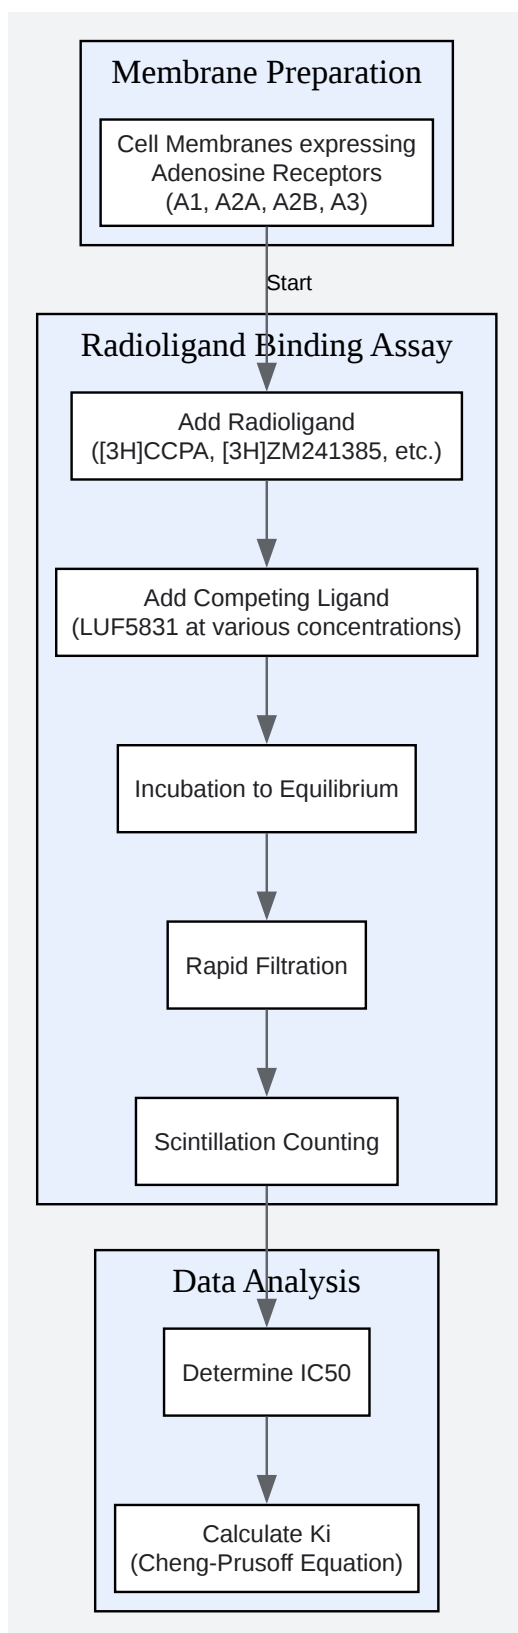 Membrane Preparation
Cell Membranes expressing
Adenosine Receptors
(A1, A2A, A2B, A3)
Start
Radioligand Binding Assay
Add Radioligand
([3H]CCPA, [3H]ZM241385, etc.)
Add Competing Ligand
(LUF5831 at various concentrations)
Incubation to Equilibrium
Rapid Filtration
Scintillation Counting
Data Analysis
Determine IC50
Calculate Ki
(Cheng-Prusoff Equation)